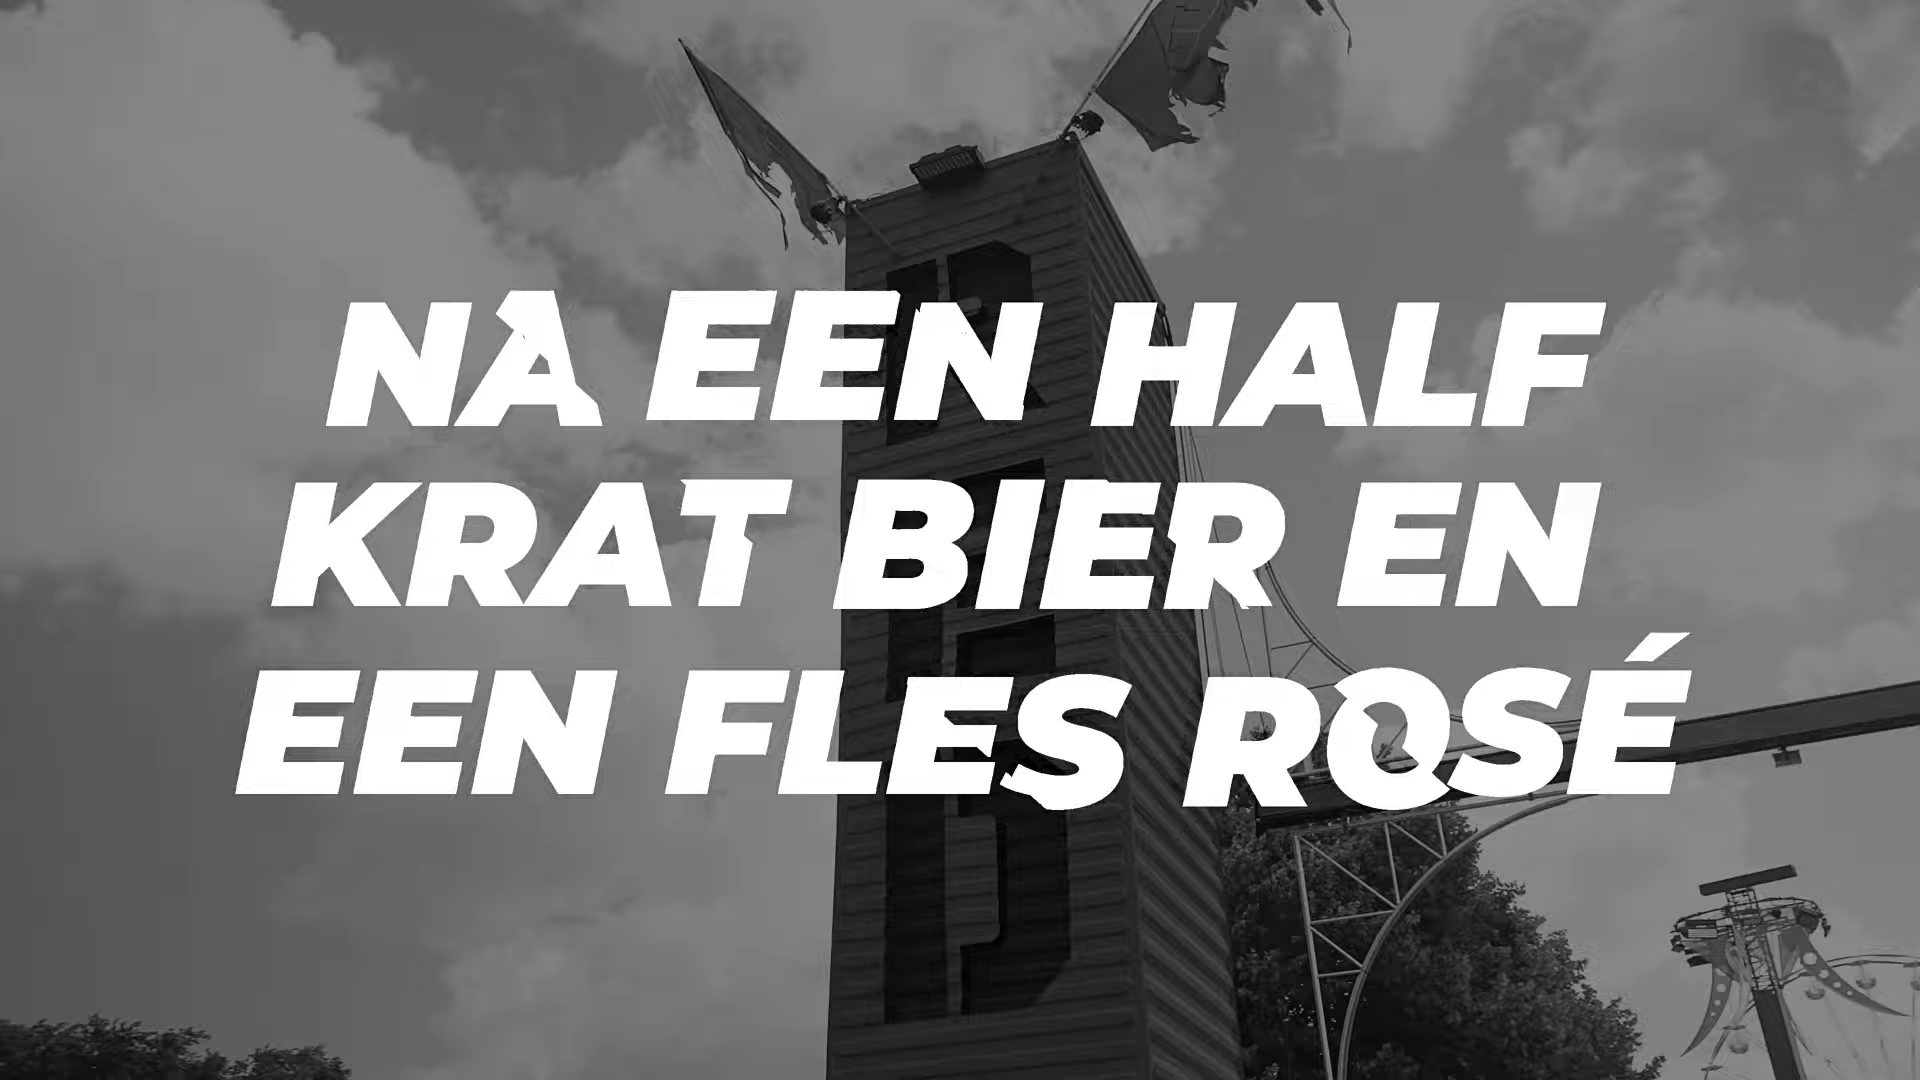 NA EEN HALF
KRAT BIER EN
EEN FLES ROSÉ